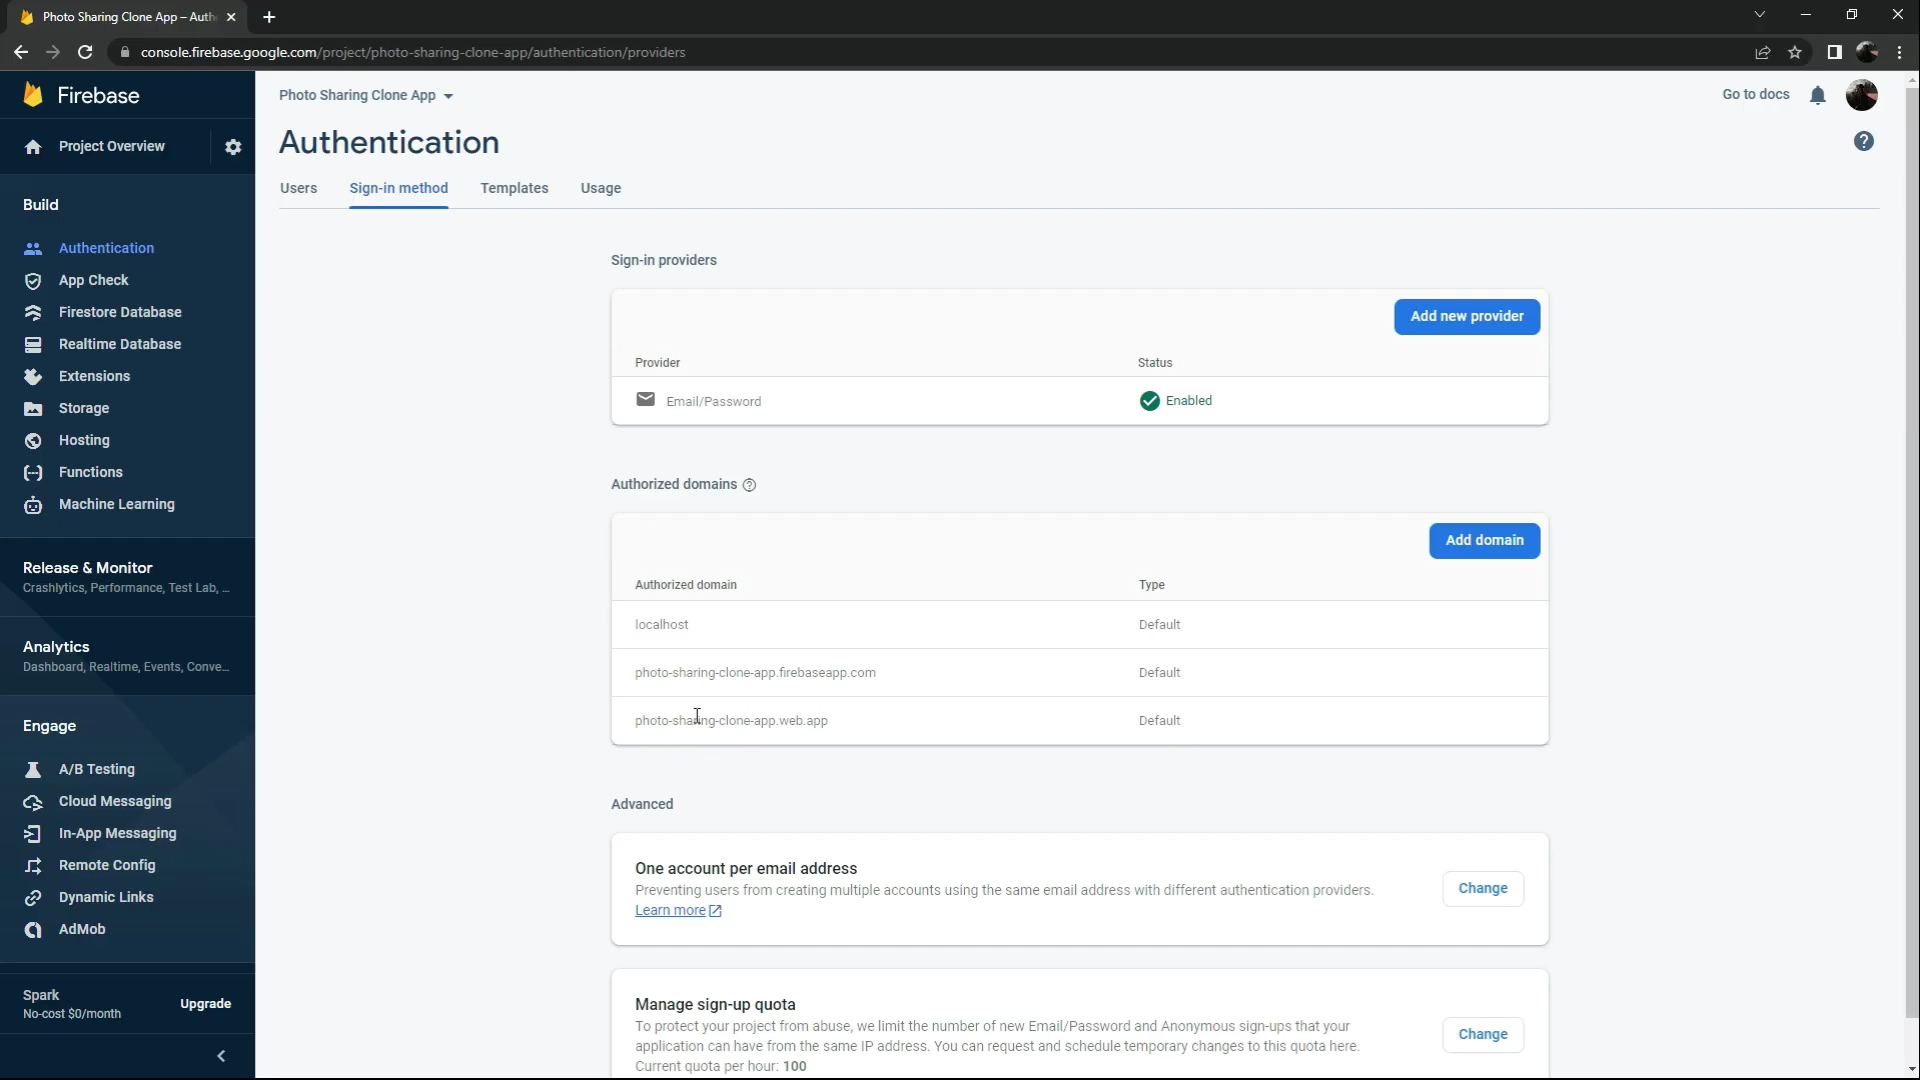 Photo Sharing Clone App – Auth
console.firebase.google.com/project/photo-sharing-clone-app/authentication/providers
Firebase
Project Overview
Build
Authentication
App Check
Firestore Database
Realtime Database
Extensions
Storage
Hosting
Functions
Machine Learning
Release & Monitor
Crashlytics, Performance, Test Lab, ...
Analytics
Dashboard, Realtime, Events, Conve...
Engage
A/B Testing
Cloud Messaging
In-App Messaging
Remote Config
Dynamic Links
AdMob
Spark
No-cost $0/month
Upgrade
Photo Sharing Clone App
Go to docs
Authentication
Users Sign-in method Templates Usage
Sign-in providers
Add new provider
Provider Status
Email/Password Enabled
Authorized domains
Add domain
Authorized domain Type
localhost Default
photo-sharing-clone-app.firebaseapp.com Default
photo-sharing-clone-app.web.app Default
Advanced
One account per email address
Preventing users from creating multiple accounts using the same email address with different authentication providers.
Learn more
Change
Manage sign-up quota
To protect your project from abuse, we limit the number of new Email/Password and Anonymous sign-ups that your
application can have from the same IP address. You can request and schedule temporary changes to this quota here.
Current quota per hour: 100
Change